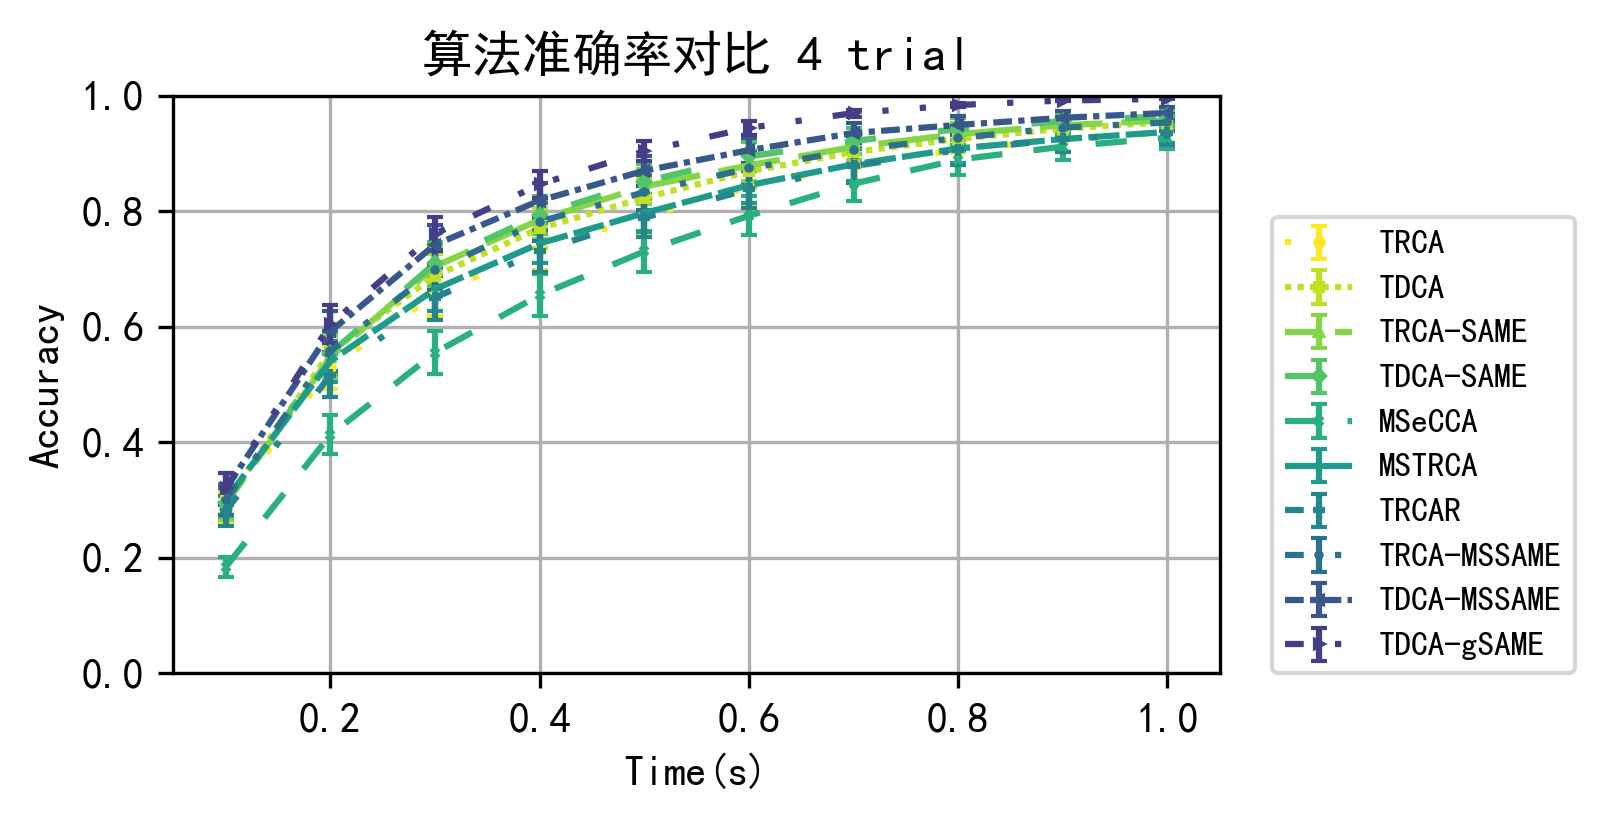 算法准确率对比 4 trial
1.0
0.8
0.6
0.4
0.2
0.0
Accuracy
0.2 0.4 0.6 0.8 1.0
Time(s)
TRCA
TDCA
TRCA-SAME
TDCA-SAME
MSeCCA
MSTRCA
TRCAR
TRCA-MSSAME
TDCA-MSSAME
TDCA-gSAME